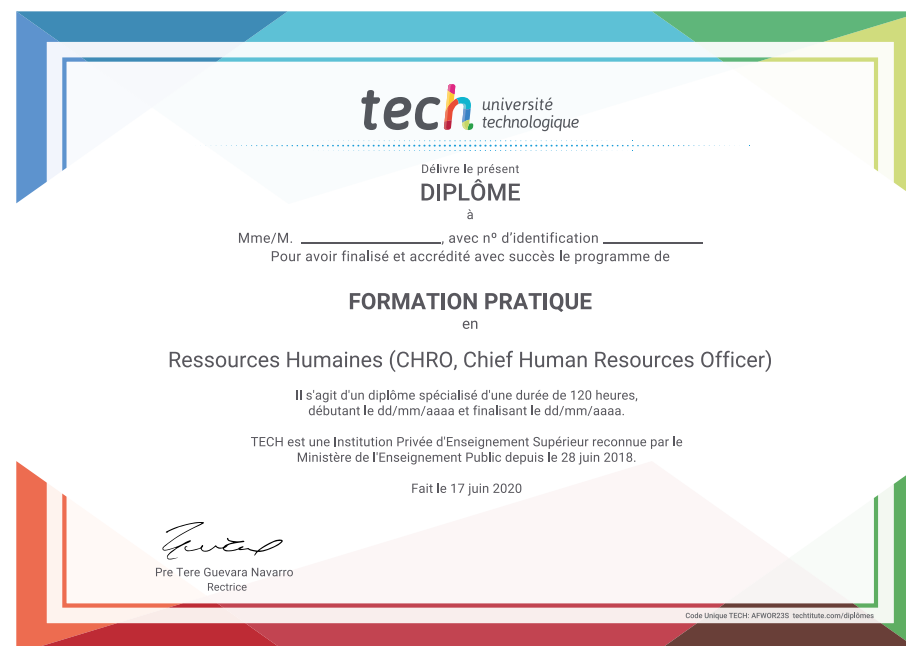 tech université
technologique
Délivre le présent
DIPLÔME
à
Mme/M. ____________________, avec nº d'identification ______________
Pour avoir finalisé et accrédité avec succès le programme de
FORMATION PRATIQUE
en
Ressources Humaines (CHRO, Chief Human Resources Officer)
Il s'agit d'un diplôme spécialisé d'une durée de 120 heures,
débutant le dd/mm/aaaa et finalisant le dd/mm/aaaa.
TECH est une Institution Privée d'Enseignement Supérieur reconnue par le
Ministère de l'Enseignement Public depuis le 28 juin 2018.
Fait le 17 juin 2020
Pre Tere Guevara Navarro
Rectrice
Code Unique TECH: AFWOR23S techtitute.com/diplômes